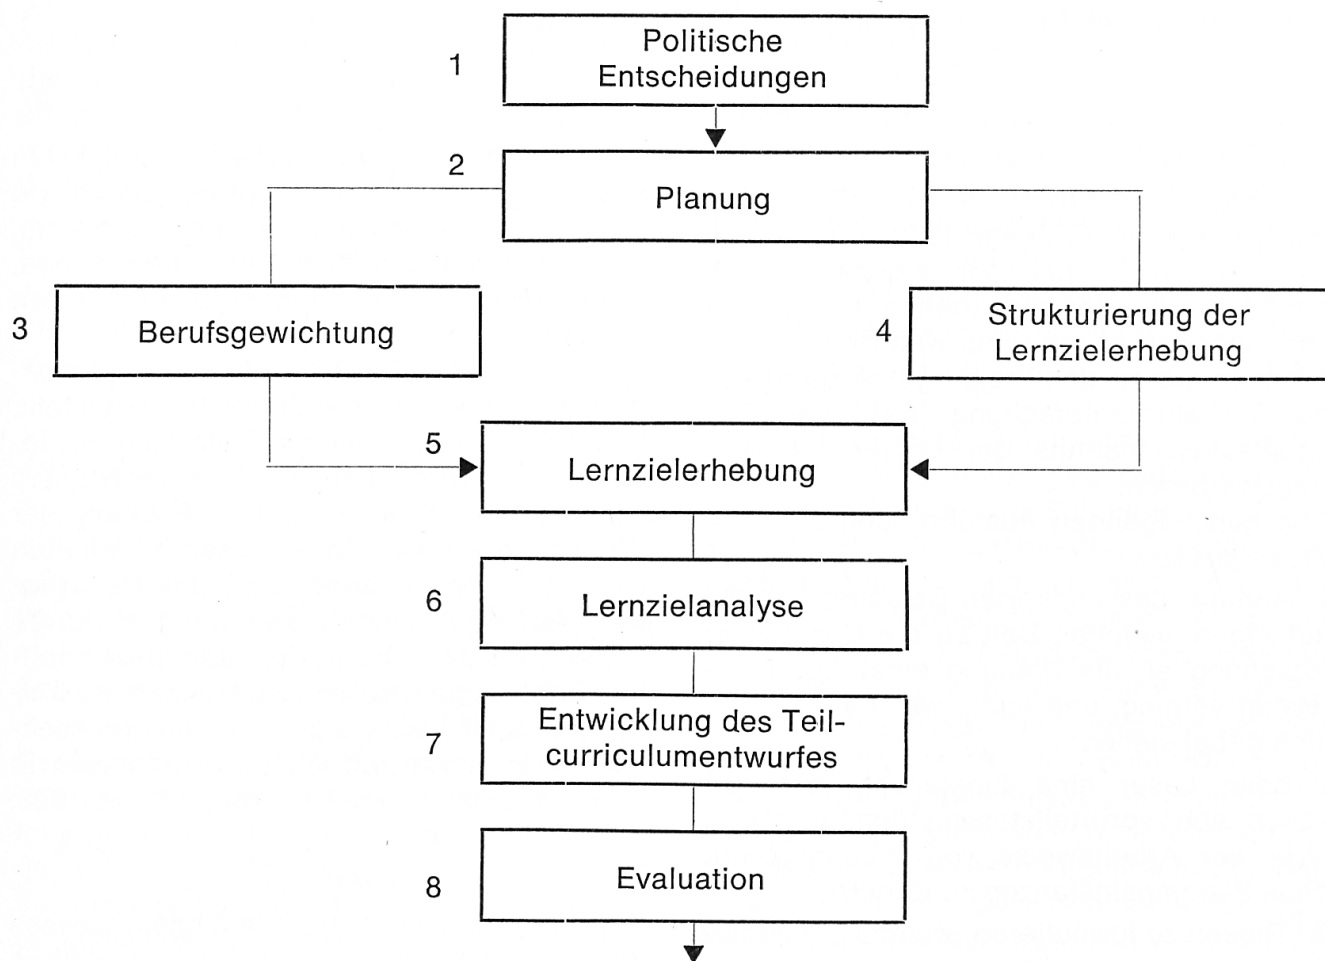 1
Politische
Entscheidungen
2
Planung
3
Berufsgewichtung
4
Strukturierung der
Lernzielerhebung
5
Lernzielerhebung
6
Lernzielanalyse
7
Entwicklung des Teil-
curriculumentwurfes
8
Evaluation